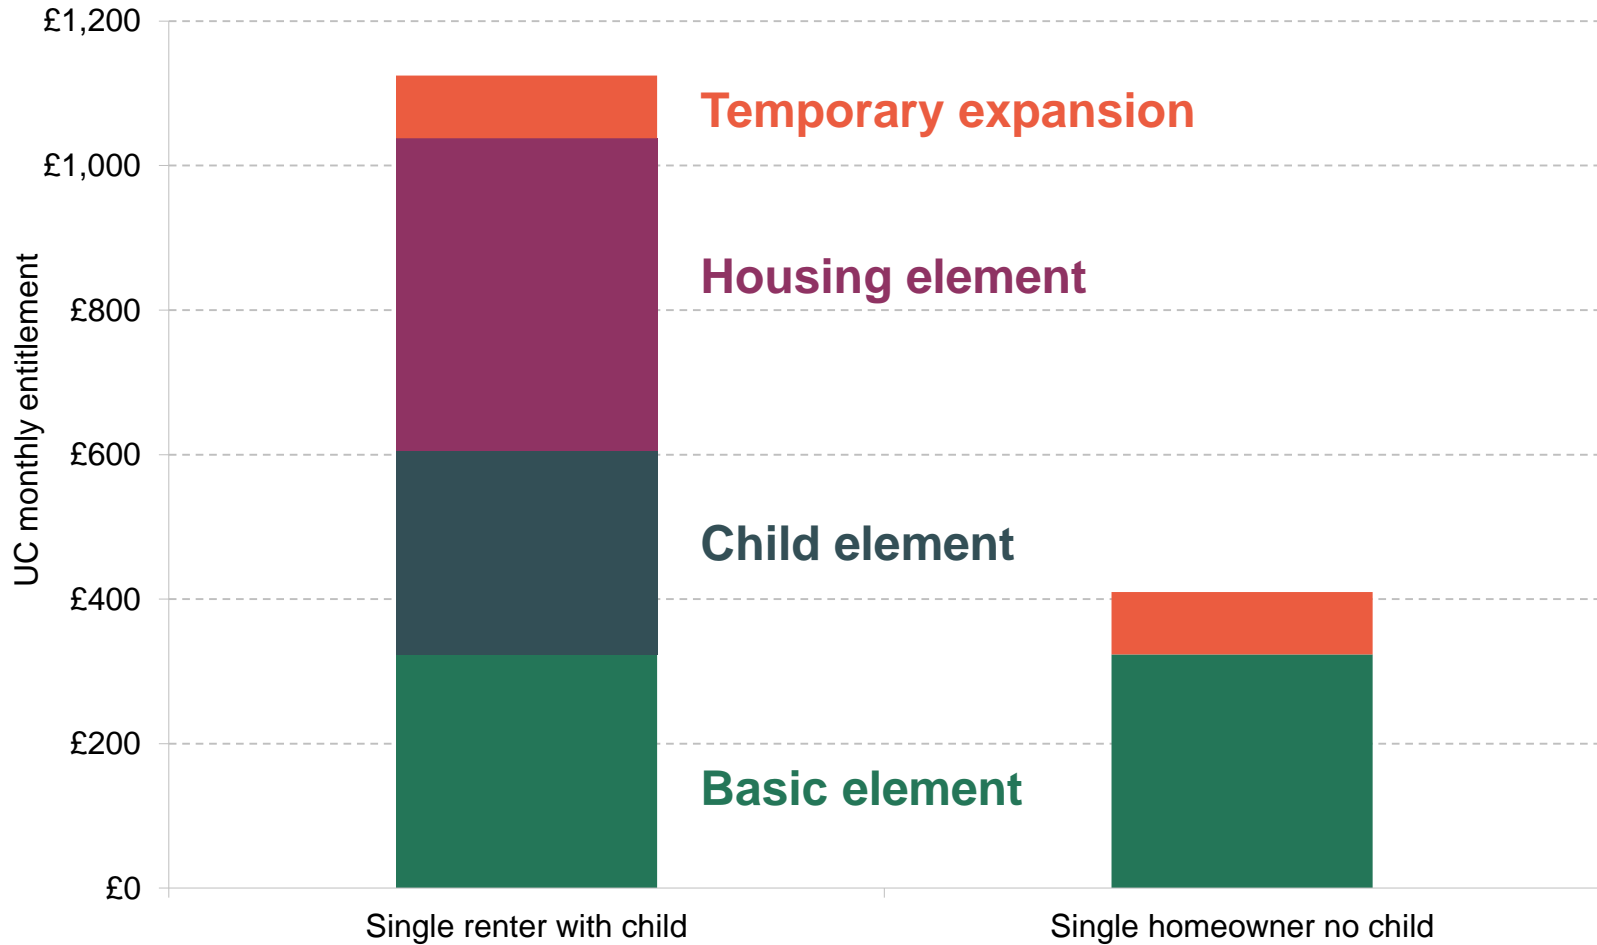 £1,200
£1,000
£800
£600
£400
£200
£0
UC monthly entitlement
Temporary expansion
Housing element
Child element
Basic element
Single renter with child
Single homeowner no child